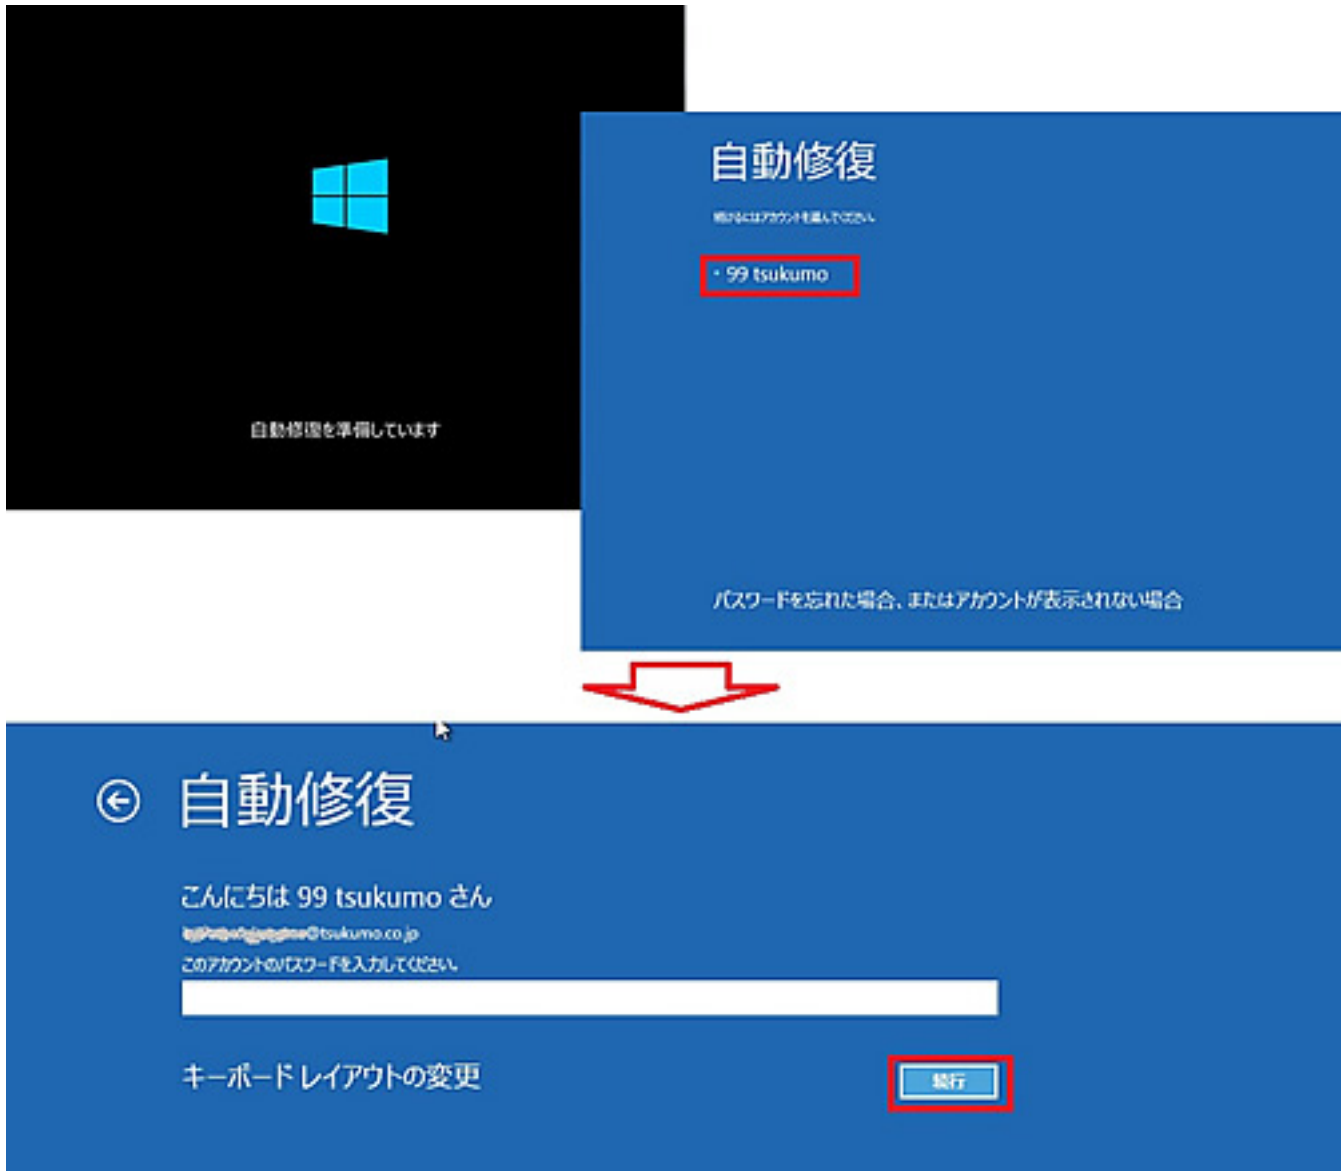 自動修復を準備しています
自動修復
続けるにはアカウントを選んでください。
・99 tsukumo
パスワードを忘れた場合、またはアカウントが表示されない場合
自動修復
こんにちは 99 tsukumo さん
@tsukumo.co.jp
このアカウントのパスワードを入力してください。
キーボード レイアウトの変更
続行